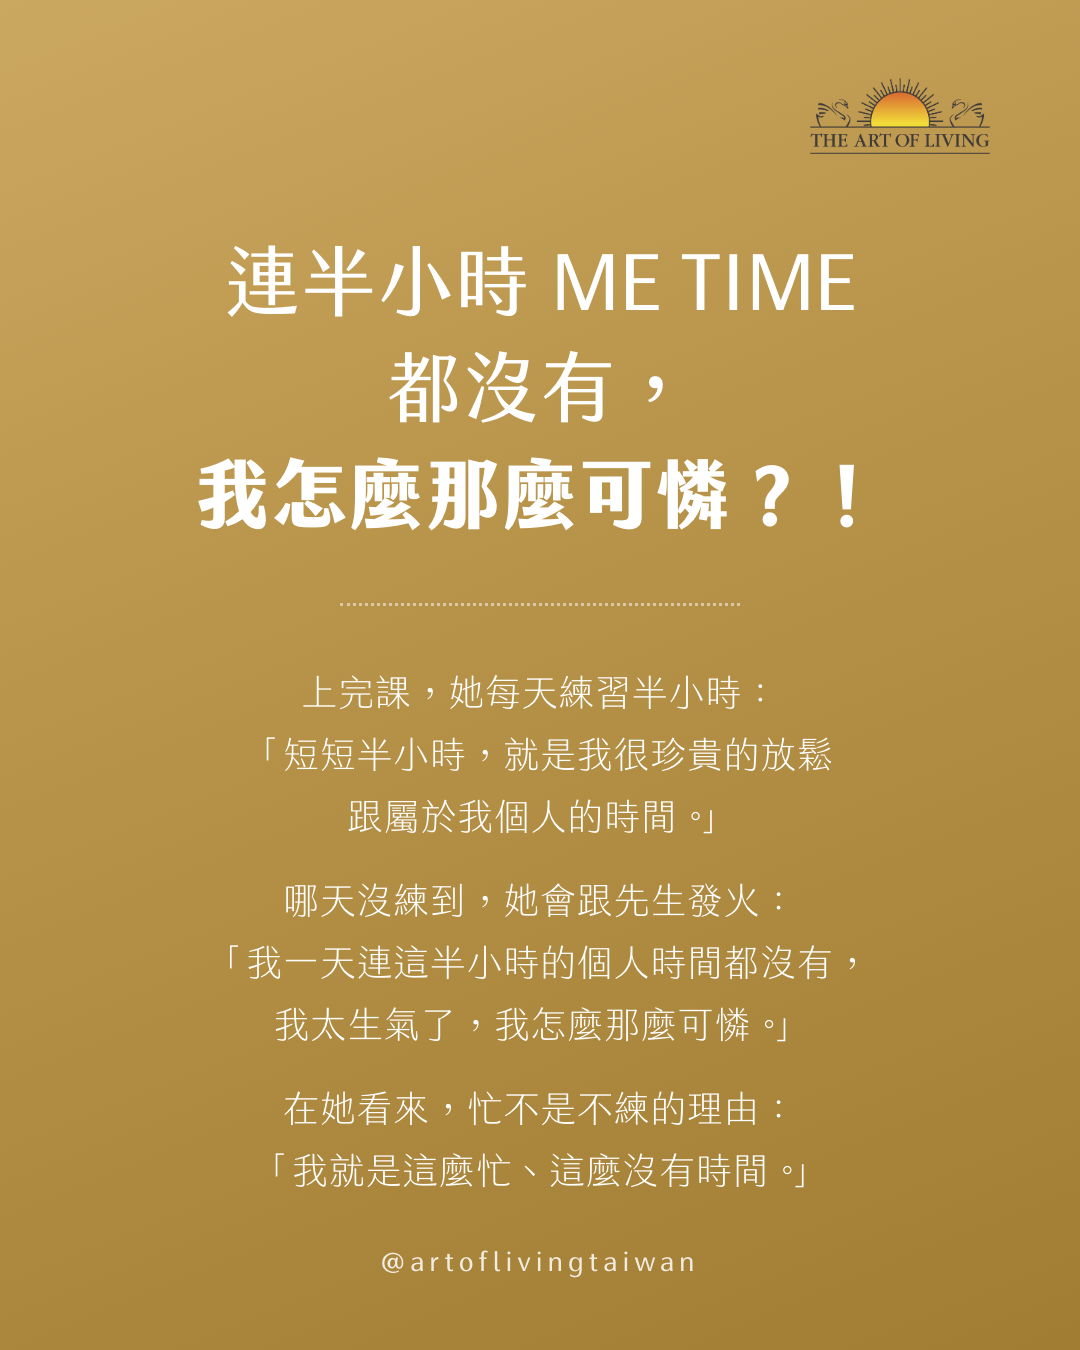 THE ART OF LIVING
連半小時 ME TIME
都沒有，
我怎麼那麼可憐？！
上完課，她每天練習半小時：
「短短半小時，就是我很珍貴的放鬆
跟屬於我個人的時間。」
哪天沒練到，她會跟先生發火：
「我一天連這半小時的個人時間都沒有，
我太生氣了，我怎麼那麼可憐。」
在她看來，忙不是不練的理由：
「我就是這麼忙、這麼沒有時間。」
@artoflivingtaiwan